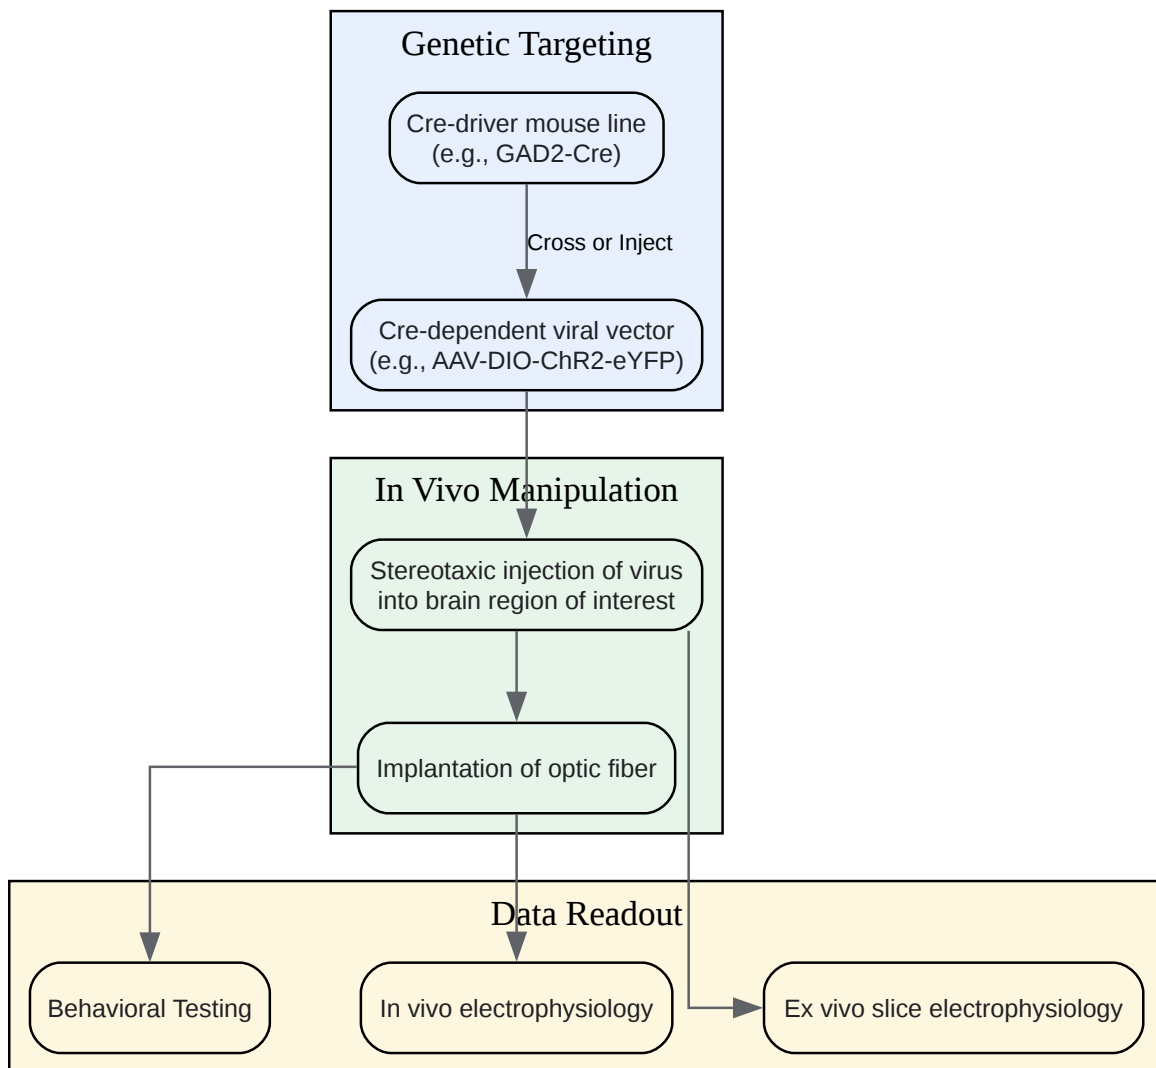 Genetic Targeting
Cre-driver mouse line
(e.g., GAD2-Cre)
Cross or Inject
Cre-dependent viral vector
(e.g., AAV-DIO-ChR2-eYFP)
In Vivo Manipulation
Stereotaxic injection of virus
into brain region of interest
Implantation of optic fiber
Data Readout
Behavioral Testing
In vivo electrophysiology
Ex vivo slice electrophysiology